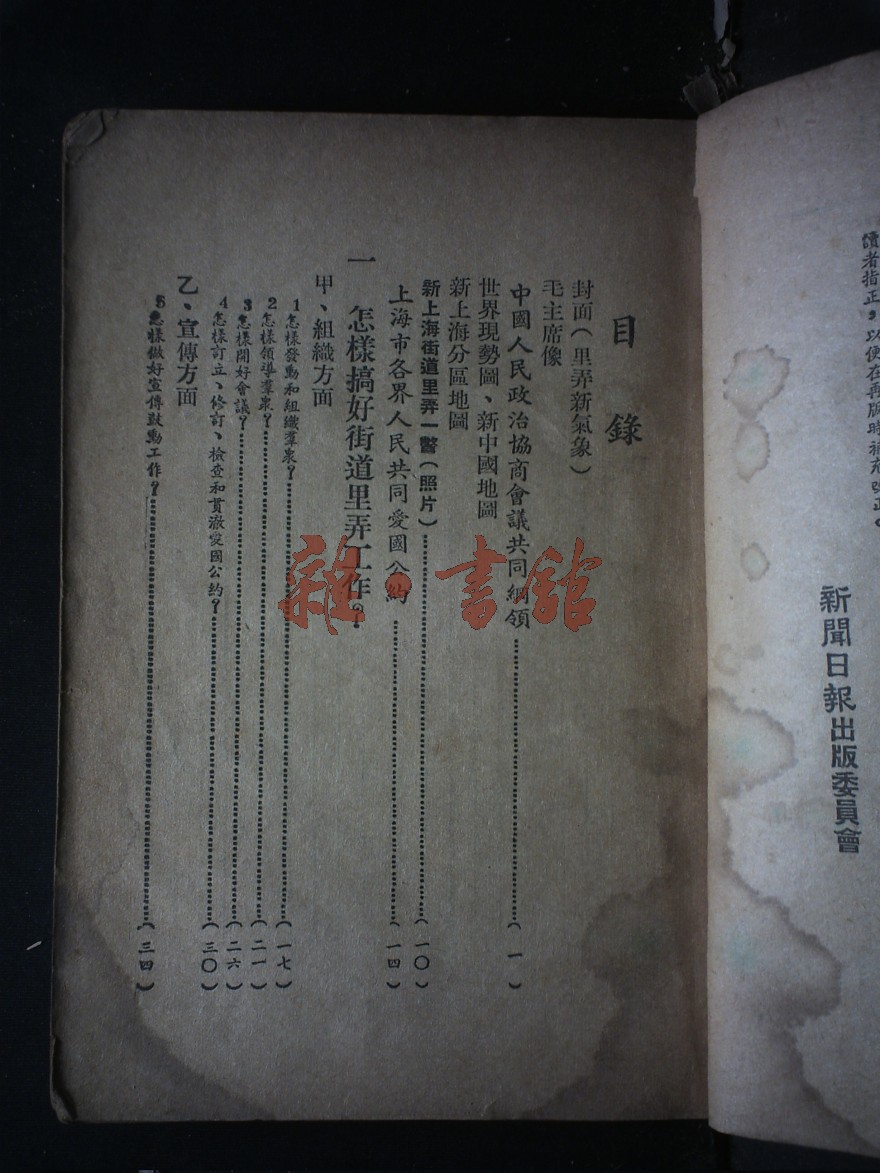 讀者指正，以便在再版時補充改正。
新聞日報出版委員會
目錄
封面（里弄新氣象）
毛主席像
中國人民政治協商會議共同綱領（一）
世界現勢圖、新中國地圖
新上海分區地圖
新上海街道里弄一瞥（照片）（一〇）
上海市各界人民共同愛國公約（一四）
一 怎樣搞好街道里弄工作？
甲、組織方面
1怎樣發動和組織羣衆？（一七）
2怎樣領導羣衆？（二一）
3怎樣開好會議？（二六）
4怎樣訂立、修訂、檢查和貫澈愛國公約？（三〇）
乙、宣傳方面
5怎樣做好宣傳鼓動工作？（三四）
雜·書館